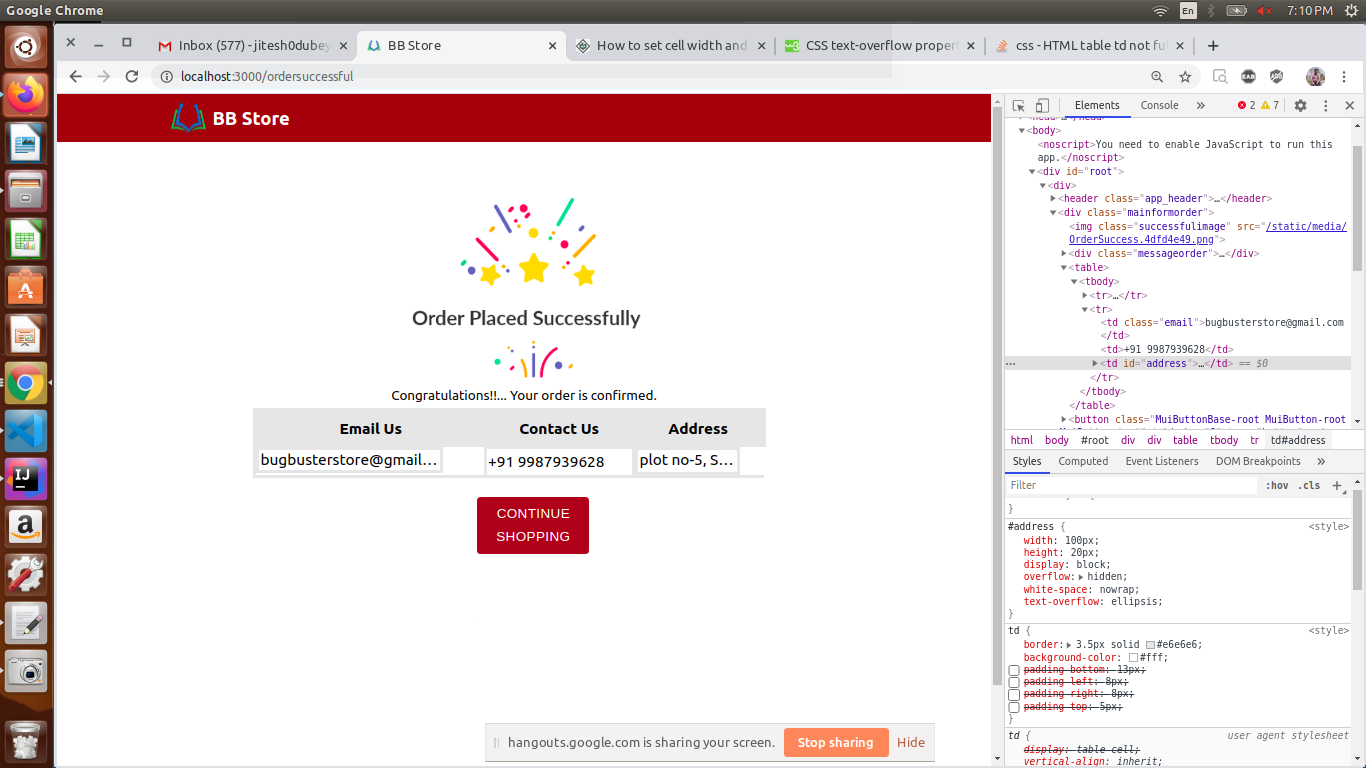 Google Chrome
En
7:10 PM
Inbox (577) - jitesh0dubey
BB Store
How to set cell width and
CSS text-overflow propert
css - HTML table td not ful
localhost:3000/ordersuccessful
EAB
ABP
BB Store
Order Placed Successfully
Congratulations!!... Your order is confirmed.
Email Us Contact Us Address
bugbusterstore@gmail... +91 9987939628 plot no-5, S...
CONTINUE
SHOPPING
hangouts.google.com is sharing your screen. Stop sharing Hide
Elements Console » 2 7
<head>…</head>
<body>
<noscript>You need to enable JavaScript to run this
app.</noscript>
<div id="root">
<div>
<header class="app_header">…</header>
<div class="mainformorder">
<img class="successfulimage" src="/static/media/
OrderSuccess.4dfd4e49.png">
<div class="messageorder">…</div>
<table>
<tbody>
<tr>…</tr>
<tr>
<td class="email">bugbusterstore@gmail.com
</td>
<td>+91 9987939628</td>
<td id="address">…</td> == $0
</tr>
</tbody>
</table>
<button class="MuiButtonBase-root MuiButton-root
html body #root div div table tbody tr td#address
Styles Computed Event Listeners DOM Breakpoints »
Filter :hov .cls +
}
#address { <style>
width: 100px;
height: 20px;
display: block;
overflow: hidden;
white-space: nowrap;
text-overflow: ellipsis;
}
td { <style>
border: 3.5px solid #e6e6e6;
background-color: #fff;
padding bottom: 13px;
padding left: 8px;
padding right: 8px;
padding top: 5px;
}
td { user agent stylesheet
display: table-cell;
vertical-align: inherit;